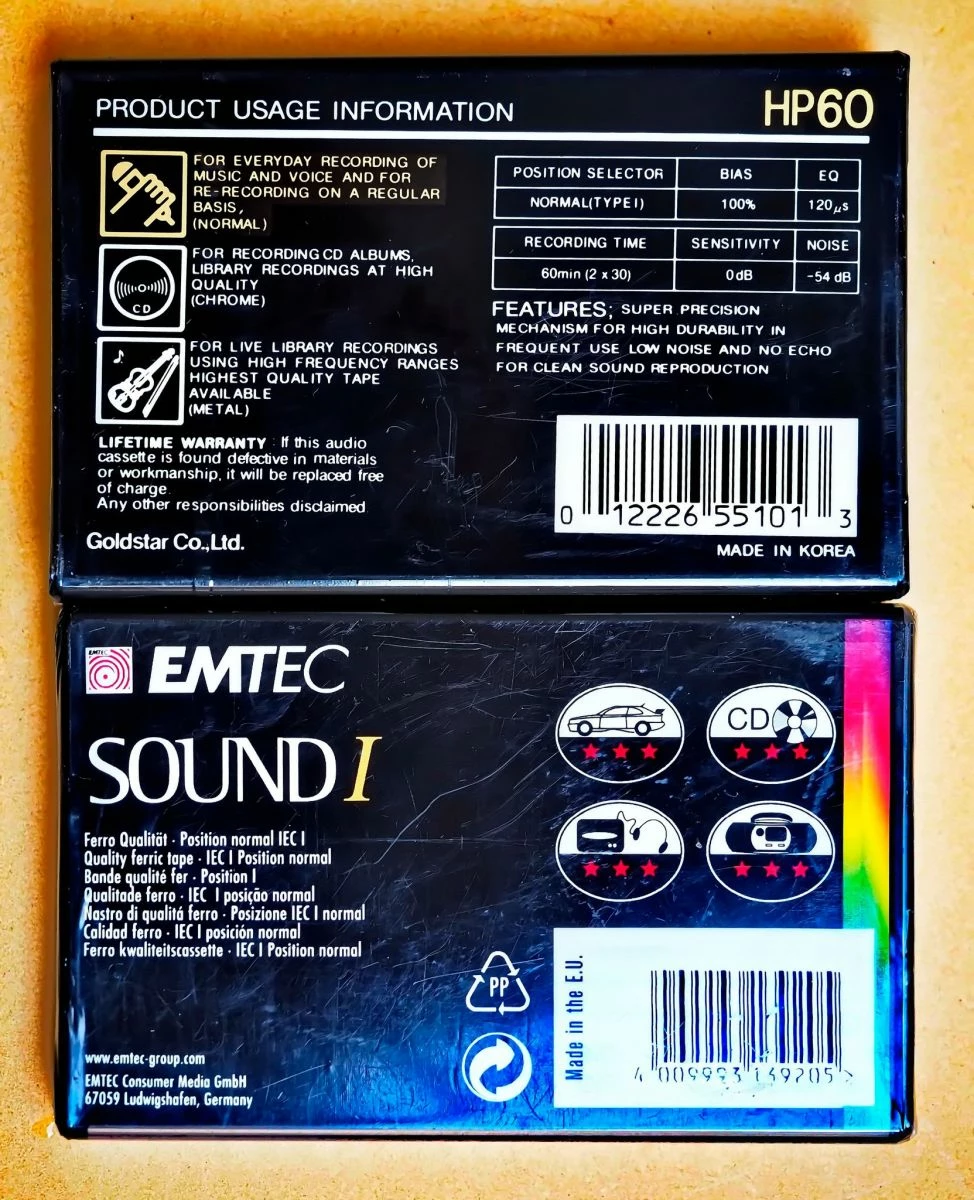 PRODUCT USAGE INFORMATION
HP60
FOR EVERYDAY RECORDING OF
MUSIC AND VOICE AND FOR
RE-RECORDING ON A REGULAR
BASIS,
(NORMAL)
CD
FOR RECORDING CD ALBUMS,
LIBRARY RECORDINGS AT HIGH
QUALITY
(CHROME)
FOR LIVE LIBRARY RECORDINGS
USING HIGH FREQUENCY RANGES
HIGHEST QUALITY TAPE
AVAILABLE
(METAL)
LIFETIME WARRANTY : If this audio
cassette is found defective in materials
or workmanship, it will be replaced free
of charge.
Any other responsibilities disclaimed.
Goldstar Co.,Ltd.
POSITION SELECTOR BIAS EQ
NORMAL(TYPE I) 100% 120µs
RECORDING TIME SENSITIVITY NOISE
60min (2 x 30) 0dB -54 dB
FEATURES; SUPER PRECISION
MECHANISM FOR HIGH DURABILITY IN
FREQUENT USE LOW NOISE AND NO ECHO
FOR CLEAN SOUND REPRODUCTION
0 12226 55101 3
MADE IN KOREA
EMTEC
EMTEC
SOUND I
CD
Ferro Qualität · Position normal IEC I
Quality ferric tape · IEC I Position normal
Bande qualité fer · Position I
Qualitade ferro · IEC I posição normal
Nastro di qualitá ferro · Posizione IEC I normal
Calidad ferro · IEC I posición normal
Ferro kwaliteitscassette · IEC I Position normal
PP
www.emtec-group.com
EMTEC Consumer Media GmbH
67059 Ludwigshafen, Germany
Made in the E.U.
4 009993 139205 >